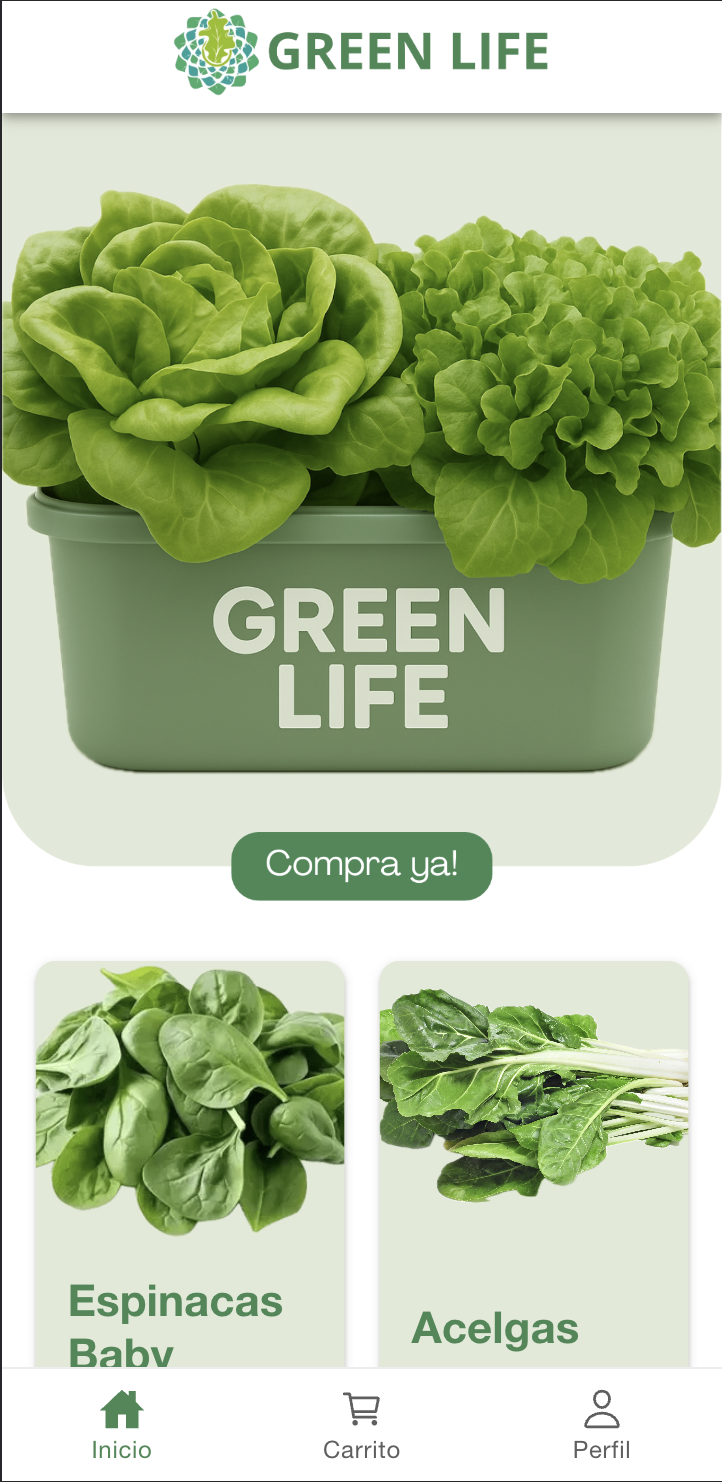 GREEN LIFE
GREEN
LIFE
Compra ya!
Espinacas
Baby
Acelgas
Inicio
Carrito
Perfil